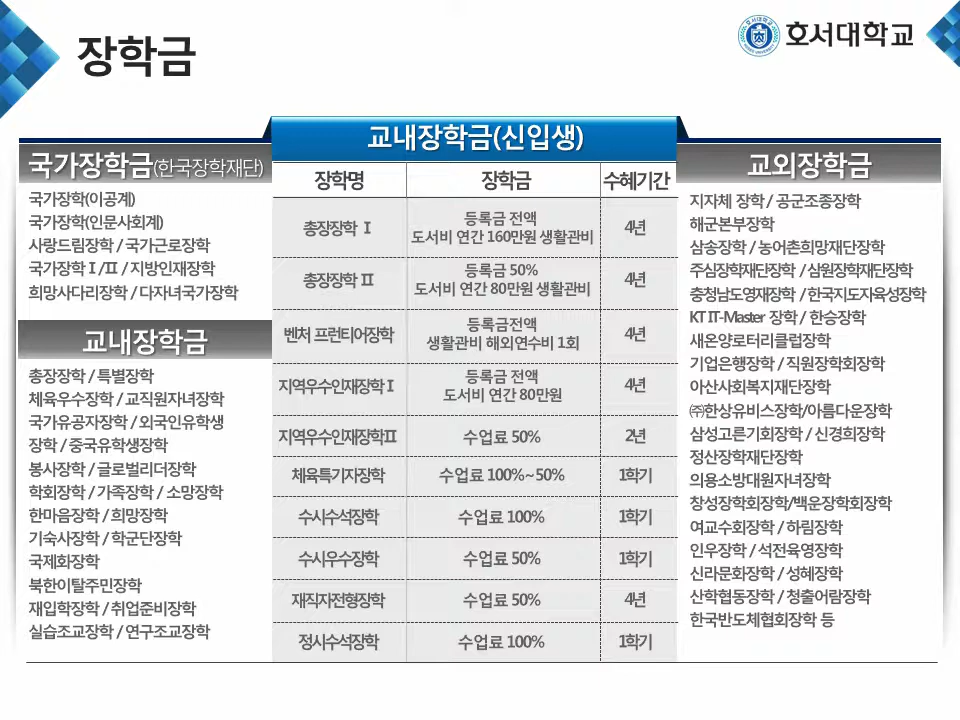 장학금
호서대학교
국가장학금(한국장학재단)
국가장학(이공계)
국가장학(인문사회계)
사랑드림장학 / 국가근로장학
국가장학Ⅰ/Ⅱ / 지방인재장학
희망사다리장학 / 다자녀국가장학
교내장학금
총장장학 / 특별장학
체육우수장학 / 교직원자녀장학
국가유공자장학 / 외국인유학생
장학 / 중국유학생장학
봉사장학 / 글로벌리더장학
학회장학 / 가족장학 / 소망장학
한마음장학 / 희망장학
기숙사장학 / 학군단장학
국제화장학
북한이탈주민장학
재입학장학 / 취업준비장학
실습조교장학 / 연구조교장학
교내장학금(신입생)
장학명 장학금 수혜기간
총장장학 Ⅰ 등록금 전액 4년
도서비 연간 160만원 생활관비
총장장학 Ⅱ 등록금 50% 4년
도서비 연간 80만원 생활관비
벤처 프런티어장학 등록금전액 4년
생활관비 해외연수비 1회
지역우수인재장학Ⅰ 등록금 전액 4년
도서비 연간 80만원
지역우수인재장학Ⅱ 수업료 50% 2년
체육특기자장학 수업료 100%~50% 1학기
수시수석장학 수업료 100% 1학기
수시우수장학 수업료 50% 1학기
재직자전형장학 수업료 50% 4년
정시수석장학 수업료 100% 1학기
교외장학금
지자체 장학 / 공군조종장학
해군본부장학
삼송장학 / 농어촌희망재단장학
주심장학재단장학 / 삼원장학재단장학
충청남도영재장학 / 한국지도자육성장학
KT IT-Master 장학 / 한승장학
새온양로터리클럽장학
기업은행장학 / 직원장학회장학
아산사회복지재단장학
㈜한상유비스장학/아름다운장학
삼성고른기회장학 / 신경희장학
정산장학재단장학
의용소방대원자녀장학
창성장학회장학/백운장학회장학
여교수회장학 / 하림장학
인우장학 / 석전육영장학
신라문화장학 / 성혜장학
산학협동장학 / 청출어람장학
한국반도체협회장학 등